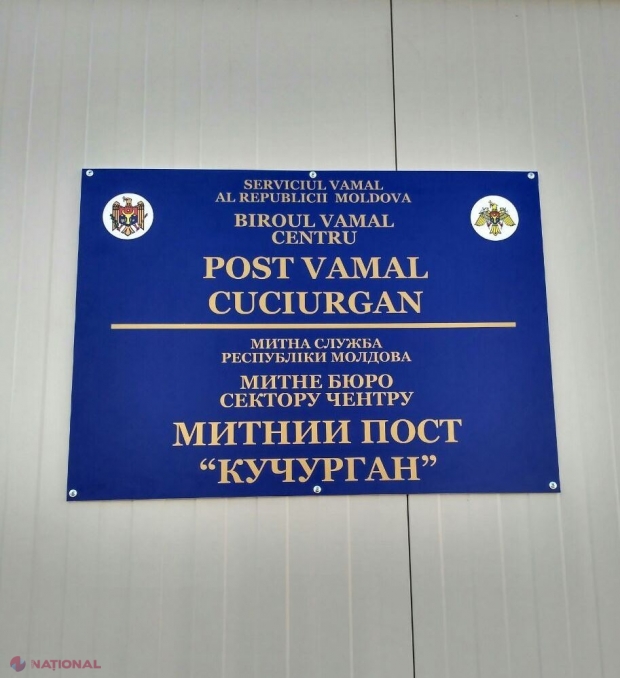 SERVICIUL VAMAL
AL REPUBLICII MOLDOVA
BIROUL VAMAL
CENTRU
POST VAMAL
CUCIURGAN
МИТНА СЛУЖБА
РЕСПУБЛІКИ МОЛДОВА
МИТНЕ БЮРО
СЕКТОРУ ЧЕНТРУ
МИТНИИ ПОСТ
“КУЧУРГАН”
NAȚIONAL